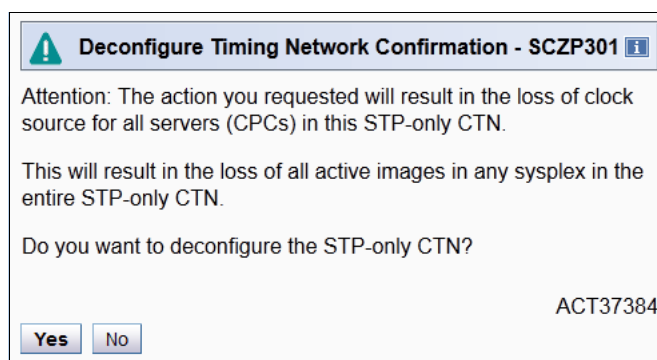 Deconfigure Timing Network Confirmation - SCZP301 i
Attention: The action you requested will result in the loss of clock
source for all servers (CPCs) in this STP-only CTN.
This will result in the loss of all active images in any sysplex in the
entire STP-only CTN.
Do you want to deconfigure the STP-only CTN?
ACT37384
Yes No